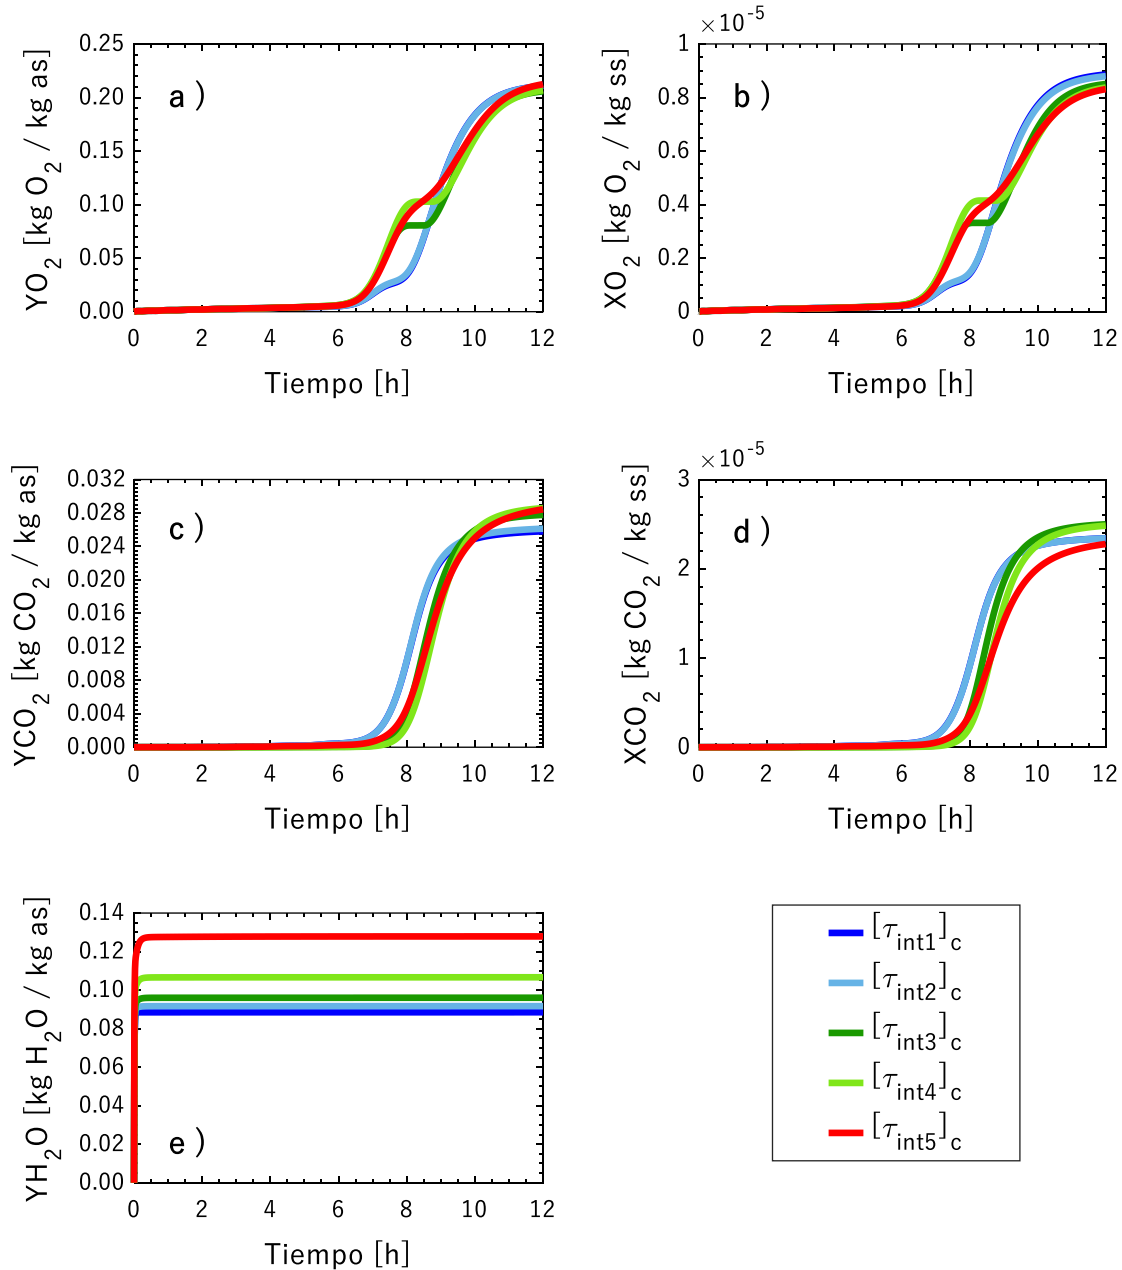 a )
YO2 [kg O2 / kg as]
0.25
0.20
0.15
0.10
0.05
0.00
0 2 4 6 8 10 12
Tiempo [h]
×10-5
b )
XO2 [kg O2 / kg ss]
1
0.8
0.6
0.4
0.2
0
0 2 4 6 8 10 12
Tiempo [h]
c )
YCO2 [kg CO2 / kg as]
0.032
0.028
0.024
0.020
0.016
0.012
0.008
0.004
0.000
0 2 4 6 8 10 12
Tiempo [h]
×10-5
d )
XCO2 [kg CO2 / kg ss]
3
2
1
0
0 2 4 6 8 10 12
Tiempo [h]
e )
YH2O [kg H2O / kg as]
0.14
0.12
0.10
0.08
0.06
0.04
0.02
0.00
0 2 4 6 8 10 12
Tiempo [h]
[τint1]c
[τint2]c
[τint3]c
[τint4]c
[τint5]c